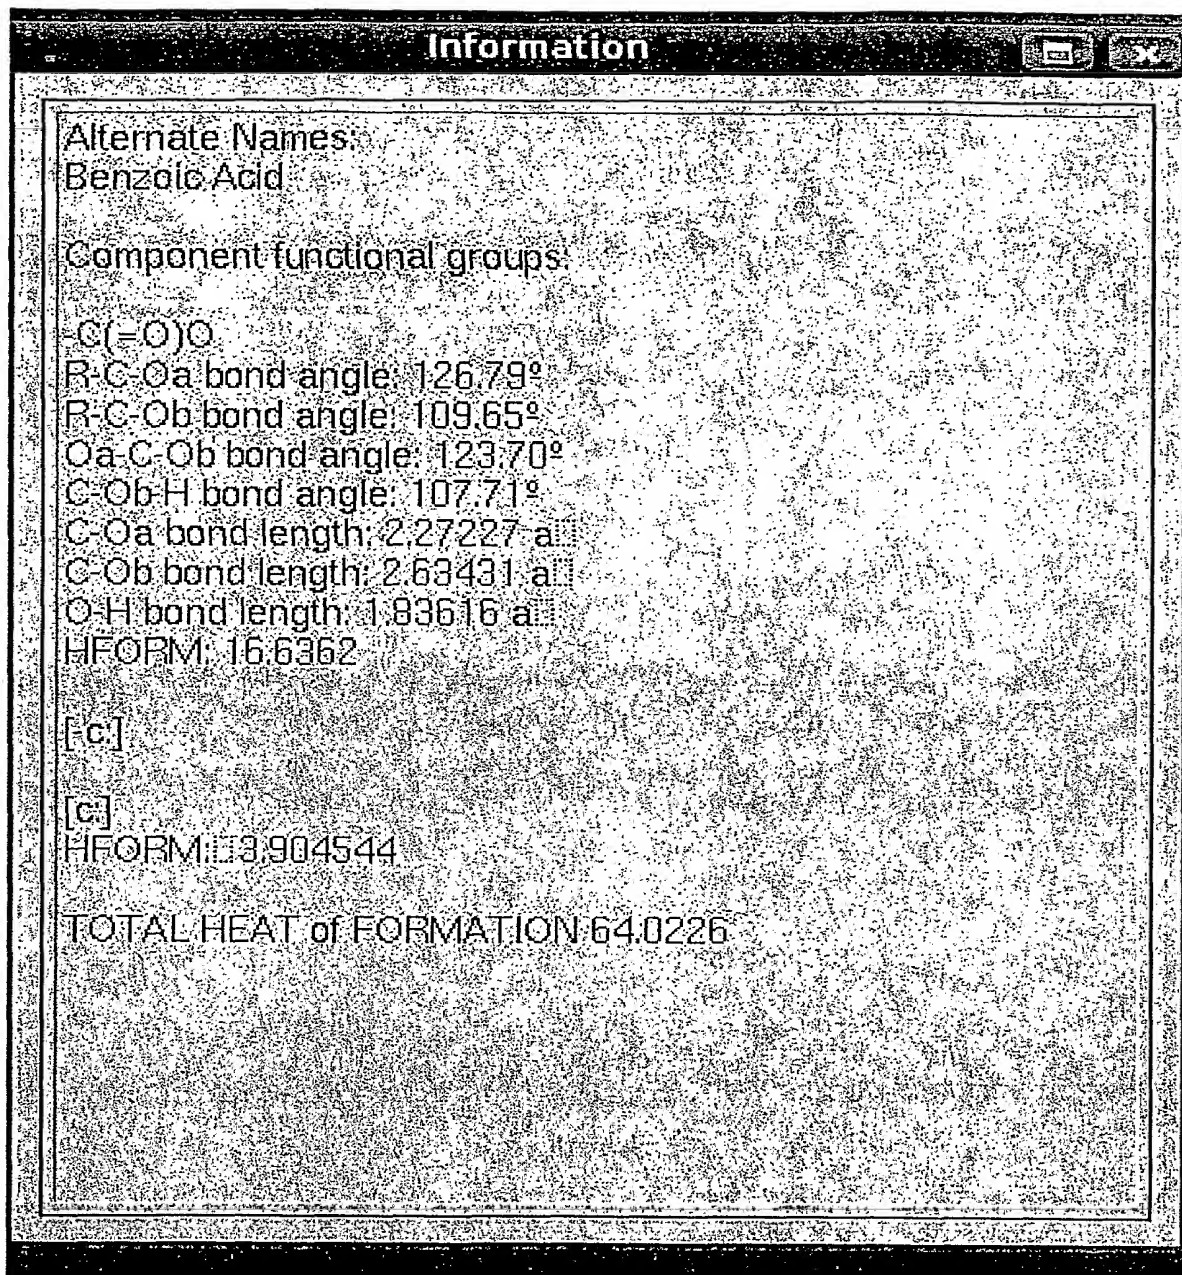 Information
Alternate Names:
Benzoic Acid
Component functional groups:
-C(=O)O
R-C-Oa bond angle: 126.79º
R-C-Ob bond angle: 109.65º
Oa-C-Ob bond angle: 123.70º
C-Ob-H bond angle: 107.71º
C-Oa bond length: 2.27227 a
C-Ob bond length: 2.63431 a
O-H bond length: 1.83616 a
HFORM: 16.6362
[-c:]
[c:]
HFORM: 3.904544
TOTAL HEAT of FORMATION 64.0226